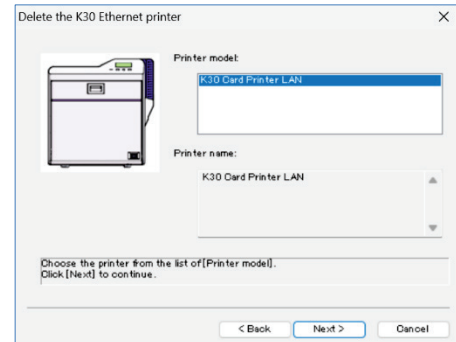 Delete the K30 Ethernet printer
Printer model:
K30 Card Printer LAN
Printer name:
K30 Card Printer LAN
Choose the printer from the list of[Printer model].
Click [Next] to continue.
< Back
Next >
Cancel